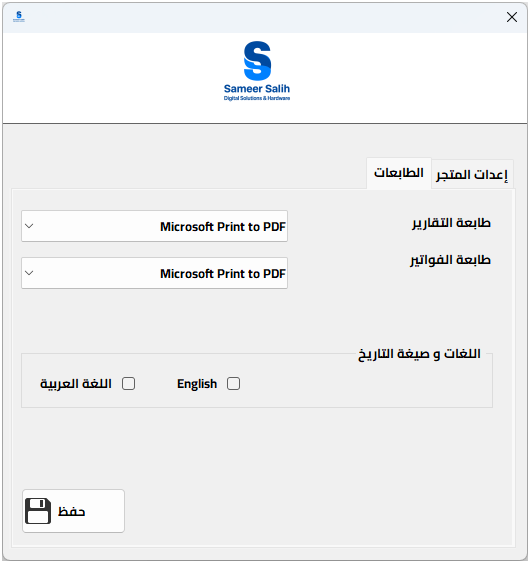 Sameer Salih
Digital Solutions & Hardware
إعدات المتجر
الطابعات
طابعة التقارير
Microsoft Print to PDF
طابعة الفواتير
Microsoft Print to PDF
اللغات و صيغة التاريخ
English
اللغة العربية
حفظ